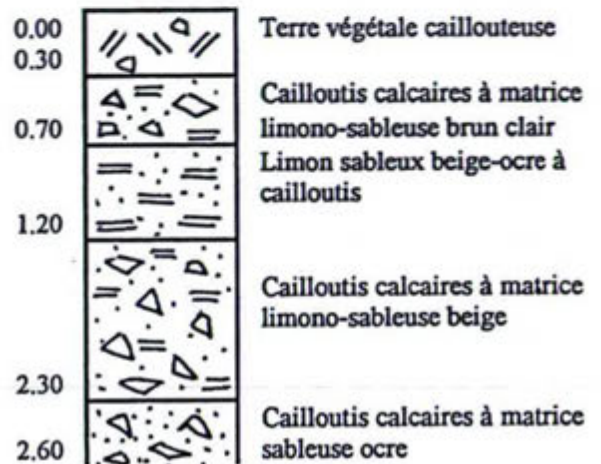 0.00 Terre végétale caillouteuse
0.30
Cailloutis calcaires à matrice
0.70 limono-sableuse brun clair
Limon sableux beige-ocre à
cailloutis
1.20
Cailloutis calcaires à matrice
limono-sableuse beige
2.30
Cailloutis calcaires à matrice
2.60 sableuse ocre